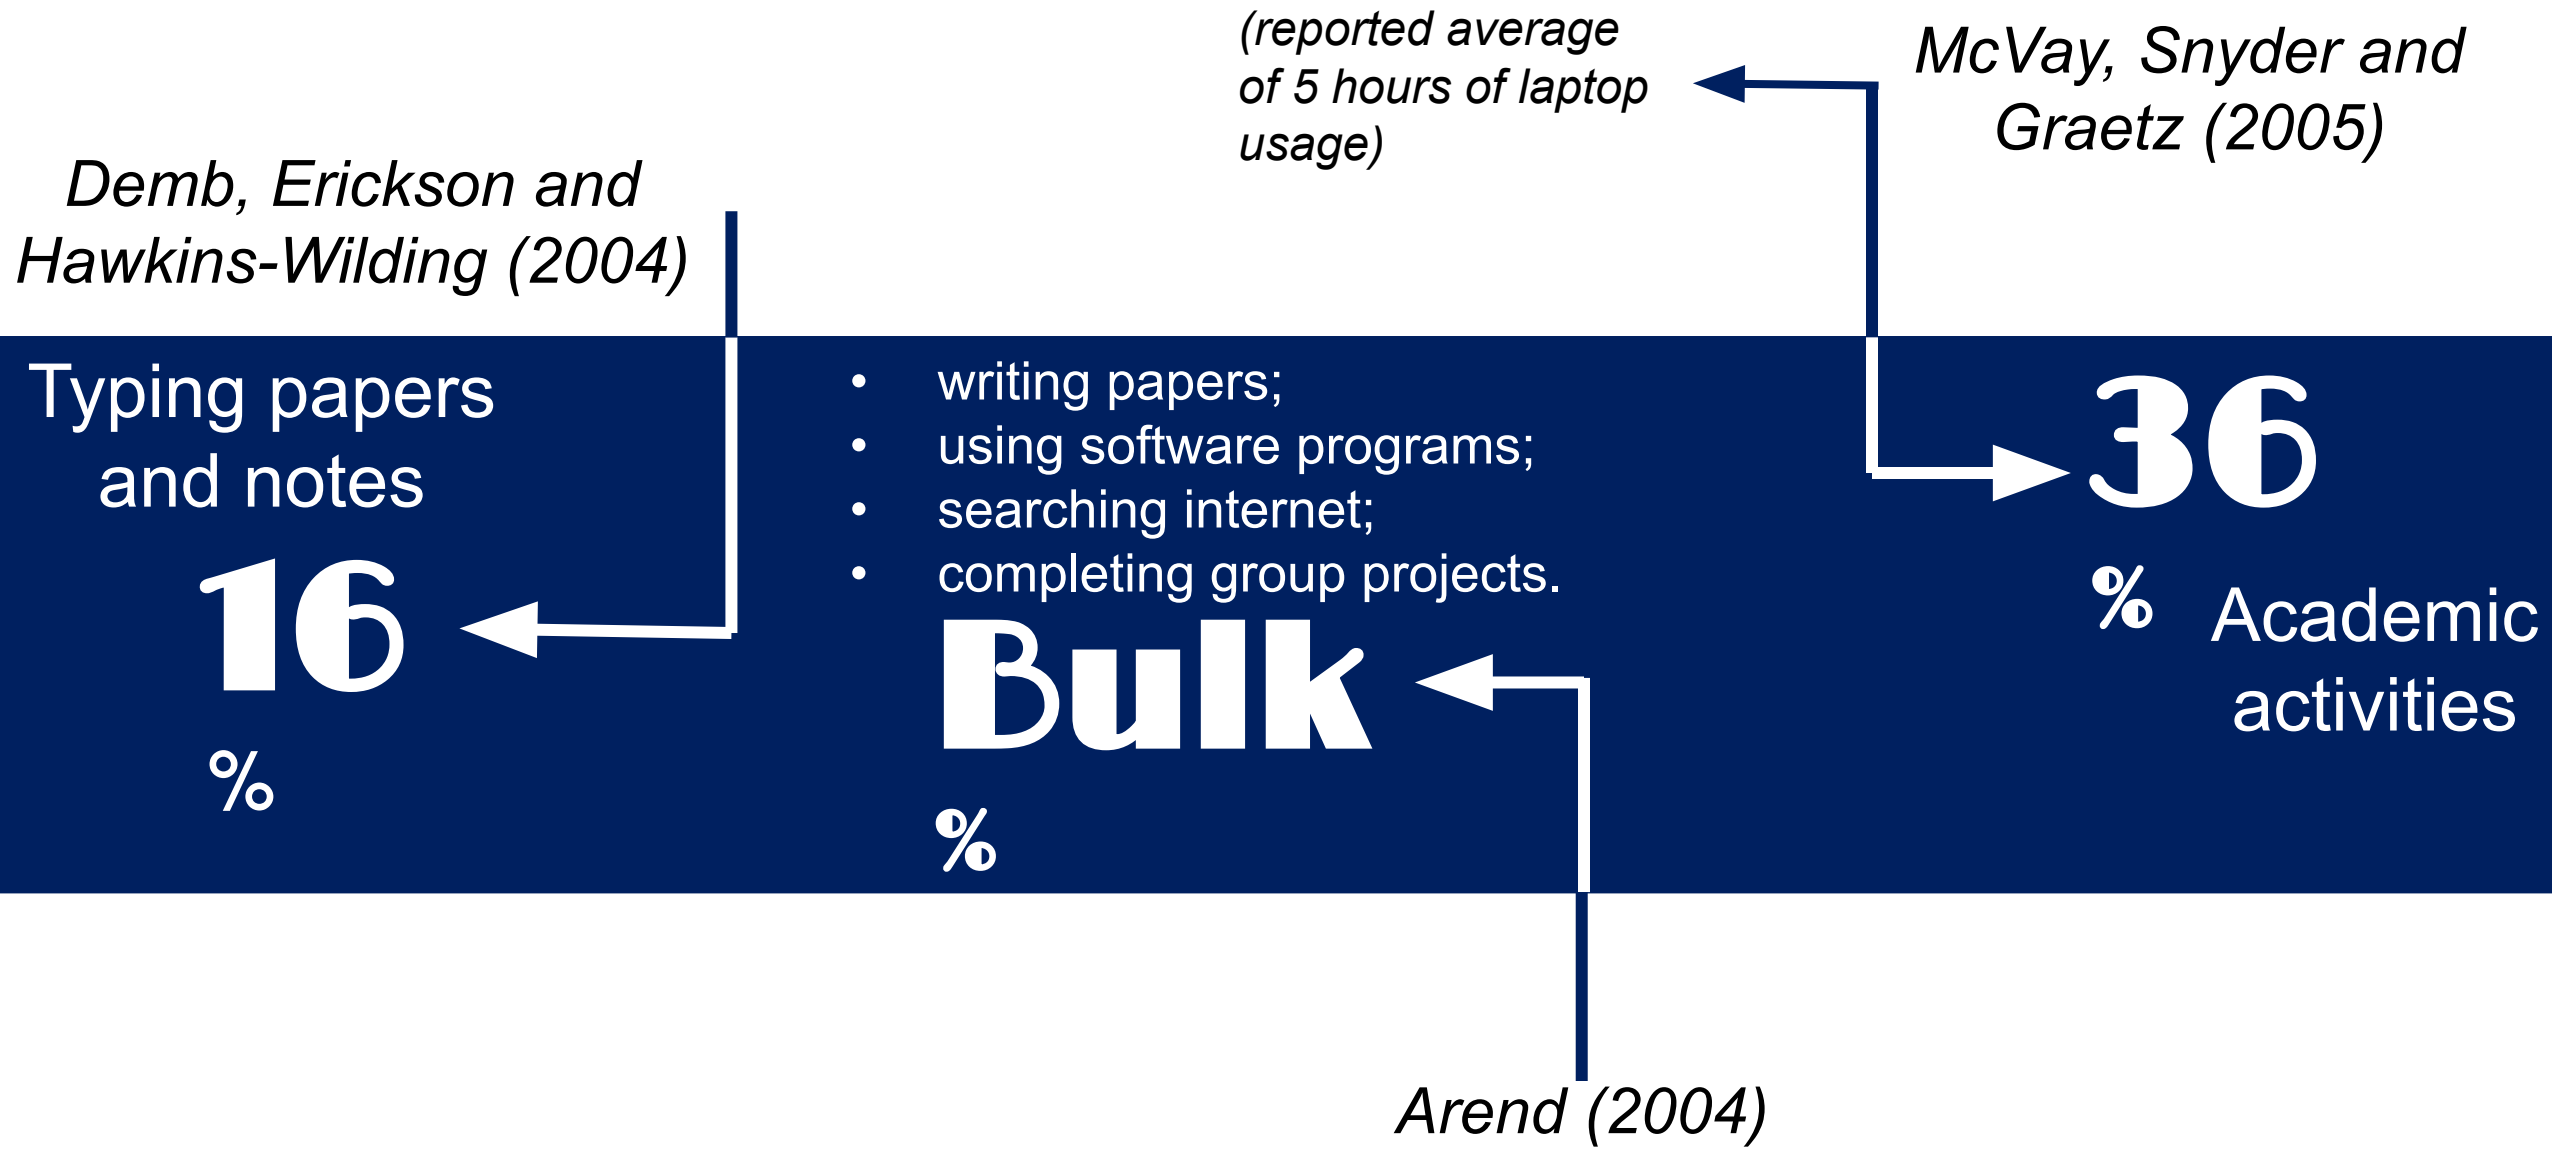 (reported average
of 5 hours of laptop
usage)
McVay, Snyder and
Graetz (2005)
Demb, Erickson and
Hawkins-Wilding (2004)
Typing papers
and notes
16
%
• writing papers;
• using software programs;
• searching internet;
• completing group projects.
Bulk
%
36
%
Academic
activities
Arend (2004)